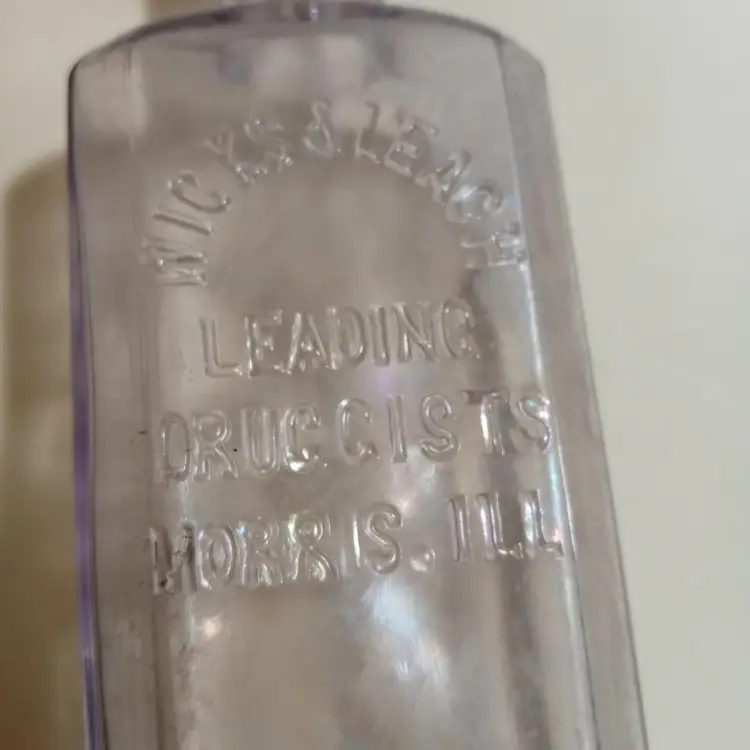 WICKS & LEACH
LEADING
DRUGGISTS
MORRIS. ILL